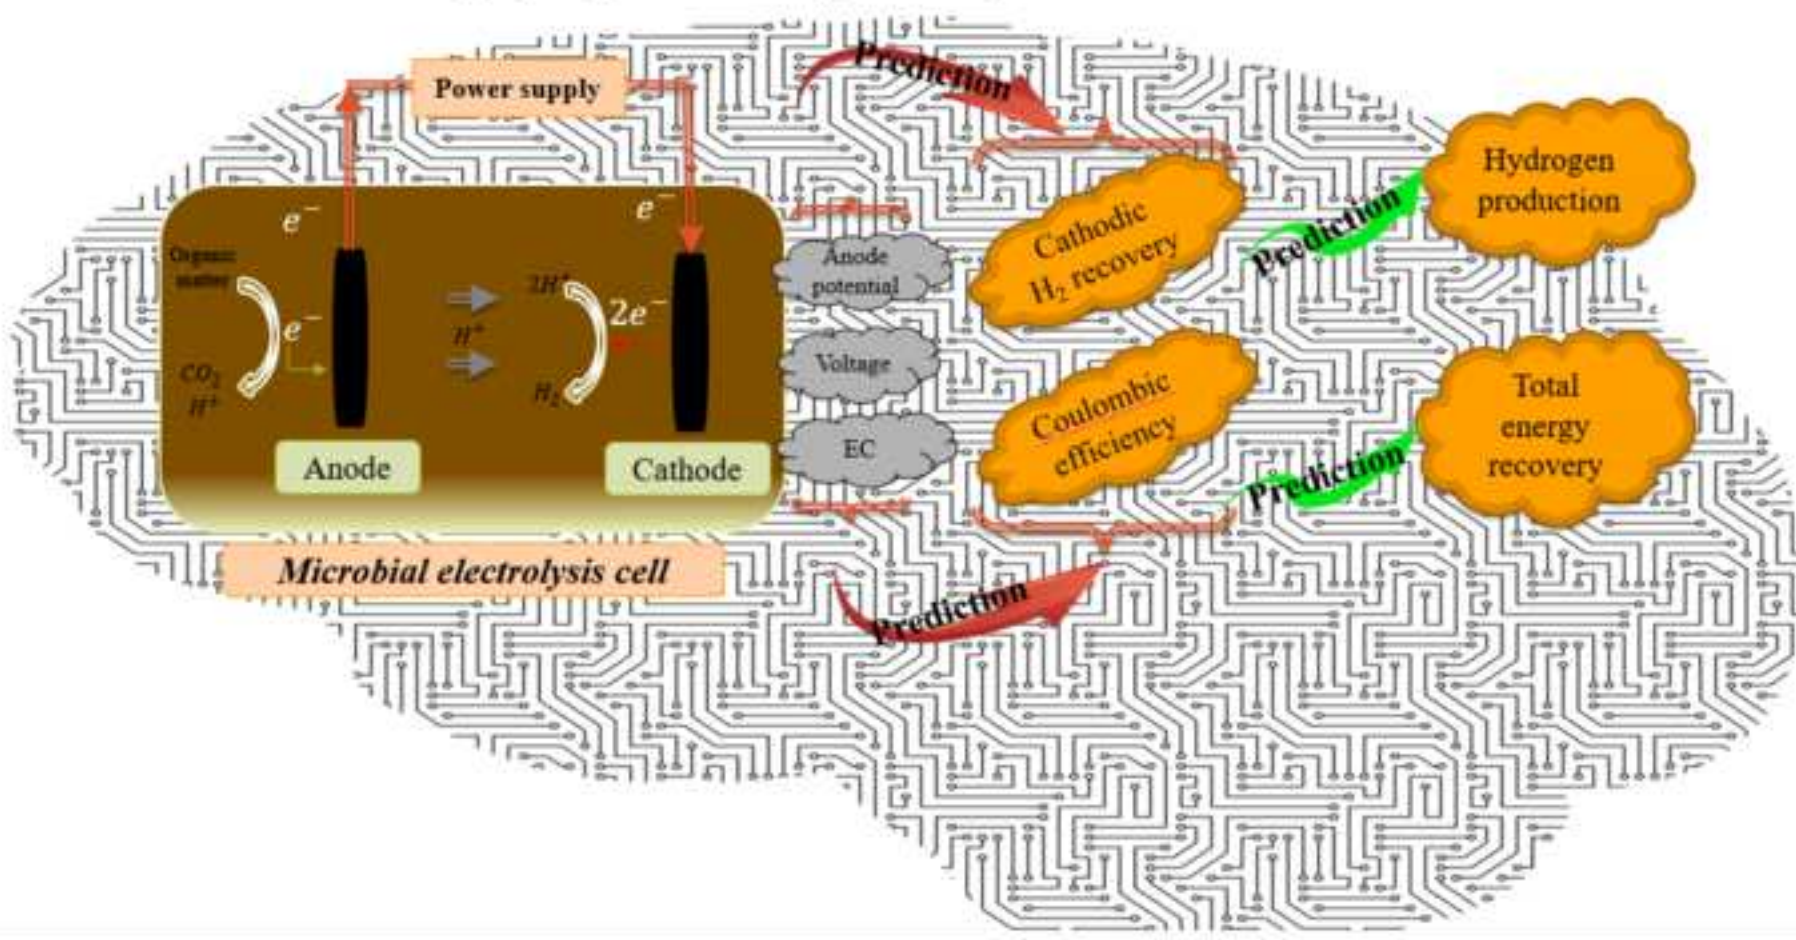 Power supply
e⁻
e⁻
Organic
matter
e⁻
CO₂
H⁺
H⁺
2H⁺
2e⁻
H₂
Anode
Cathode
Microbial electrolysis cell
Anode
potential
Voltage
EC
Prediction
Cathodic
H₂ recovery
Coulombic
efficiency
Prediction
Prediction
Hydrogen
production
Prediction
Total
energy
recovery